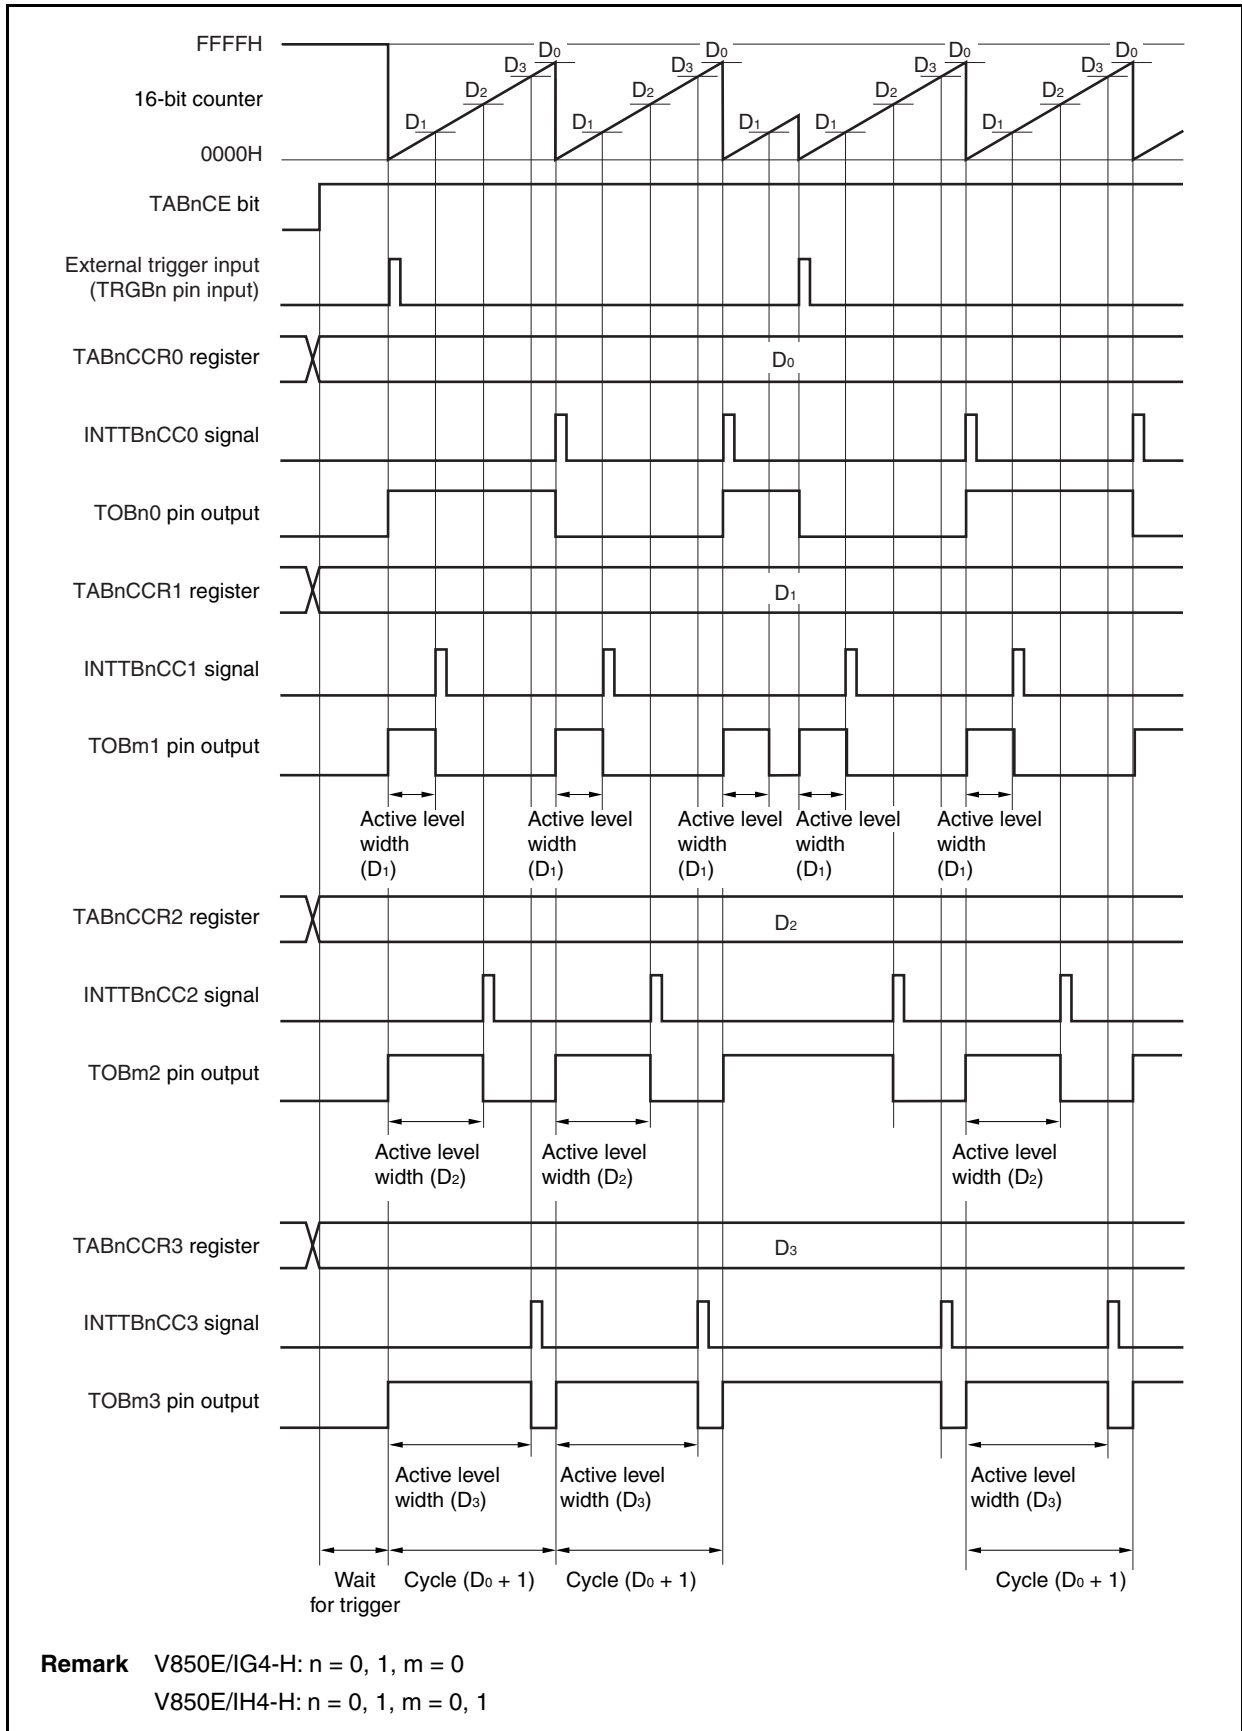 FFFFH
16-bit counter
0000H
D1 D2 D3 D0 D1 D2 D3 D0 D1 D1 D2 D3 D0 D1 D2 D3 D0
TABnCE bit
External trigger input
(TRGBn pin input)
TABnCCR0 register
D0
INTTBnCC0 signal
TOBn0 pin output
TABnCCR1 register
D1
INTTBnCC1 signal
TOBm1 pin output
Active level
width
(D1)
Active level
width
(D1)
Active level
width
(D1)
Active level
width
(D1)
Active level
width
(D1)
TABnCCR2 register
D2
INTTBnCC2 signal
TOBm2 pin output
Active level
width (D2)
Active level
width (D2)
Active level
width (D2)
TABnCCR3 register
D3
INTTBnCC3 signal
TOBm3 pin output
Active level
width (D3)
Active level
width (D3)
Active level
width (D3)
Wait
for trigger
Cycle (D0 + 1)
Cycle (D0 + 1)
Cycle (D0 + 1)
Remark V850E/IG4-H: n = 0, 1, m = 0
V850E/IH4-H: n = 0, 1, m = 0, 1